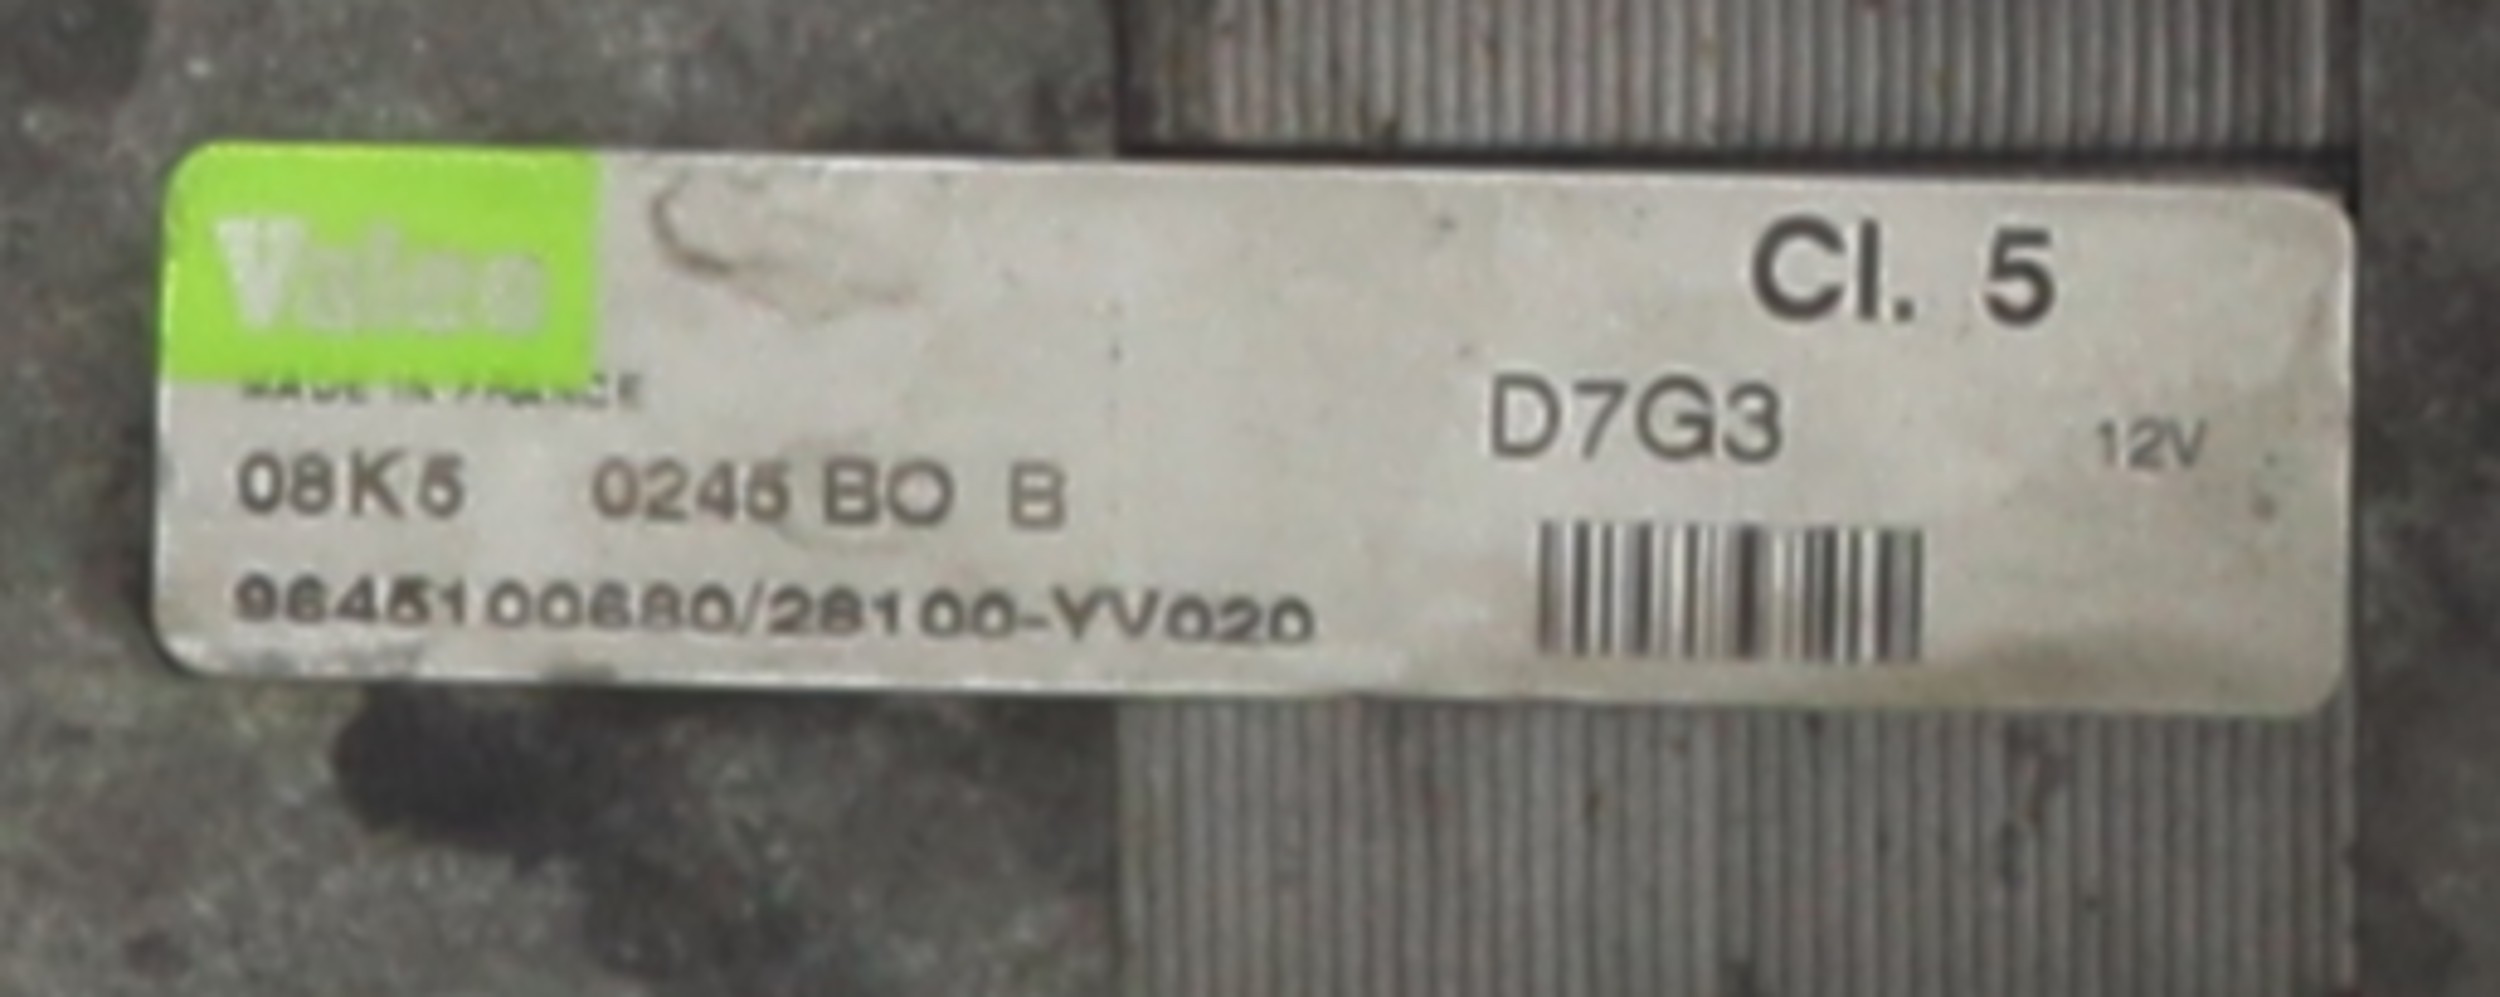 Valeo
Cl. 5
MADE IN FRANCE
D7G3
12V
08K5 0245 BO B
9645100680/28100-YV020